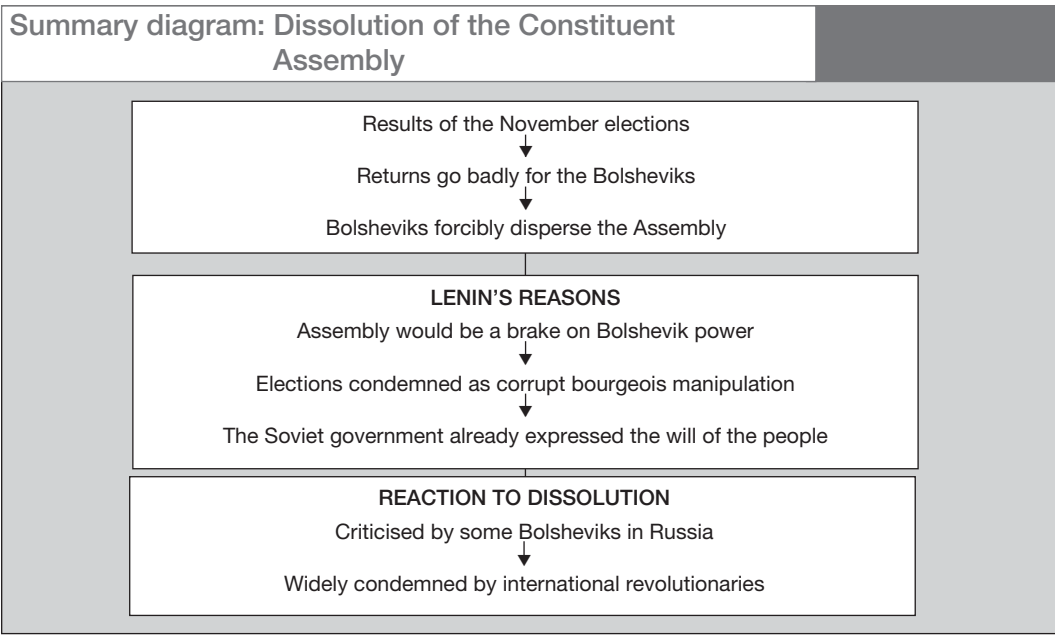 Summary diagram: Dissolution of the Constituent
Assembly
Results of the November elections
Returns go badly for the Bolsheviks
Bolsheviks forcibly disperse the Assembly
LENIN'S REASONS
Assembly would be a brake on Bolshevik power
Elections condemned as corrupt bourgeois manipulation
The Soviet government already expressed the will of the people
REACTION TO DISSOLUTION
Criticised by some Bolsheviks in Russia
Widely condemned by international revolutionaries